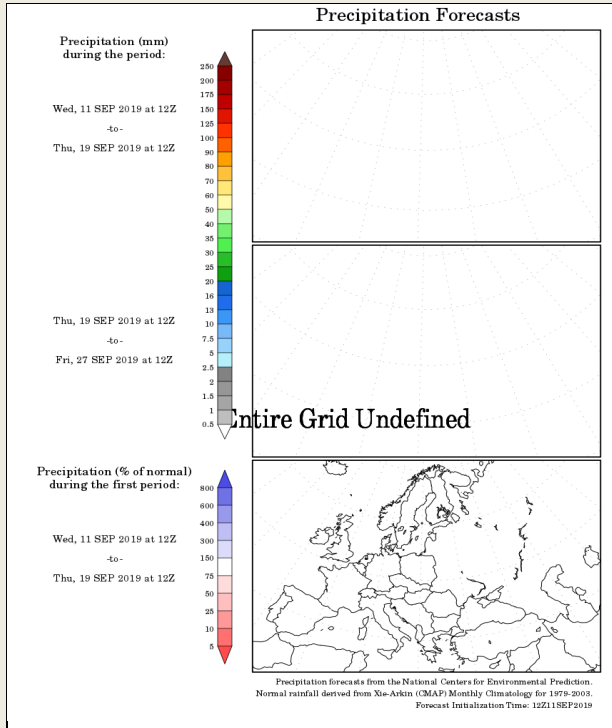 Precipitation Forecasts
Precipitation (mm)
during the period:
Wed, 11 SEP 2019 at 12Z
-to-
Thu, 19 SEP 2019 at 12Z
250
200
175
150
125
100
90
80
70
60
50
40
35
30
25
20
16
13
10
7.5
5
2.5
2
1.5
1
0.5
Thu, 19 SEP 2019 at 12Z
-to-
Fri, 27 SEP 2019 at 12Z
Entire Grid Undefined
Precipitation (% of normal)
during the first period:
Wed, 11 SEP 2019 at 12Z
-to-
Thu, 19 SEP 2019 at 12Z
800
600
400
300
150
75
50
25
10
5
Precipitation forecasts from the National Centers for Environmental Prediction.
Normal rainfall derived from Xie-Arkin (CMAP) Monthly Climatology for 1979-2003.
Forecast Initialization Time: 12Z11SEP2019